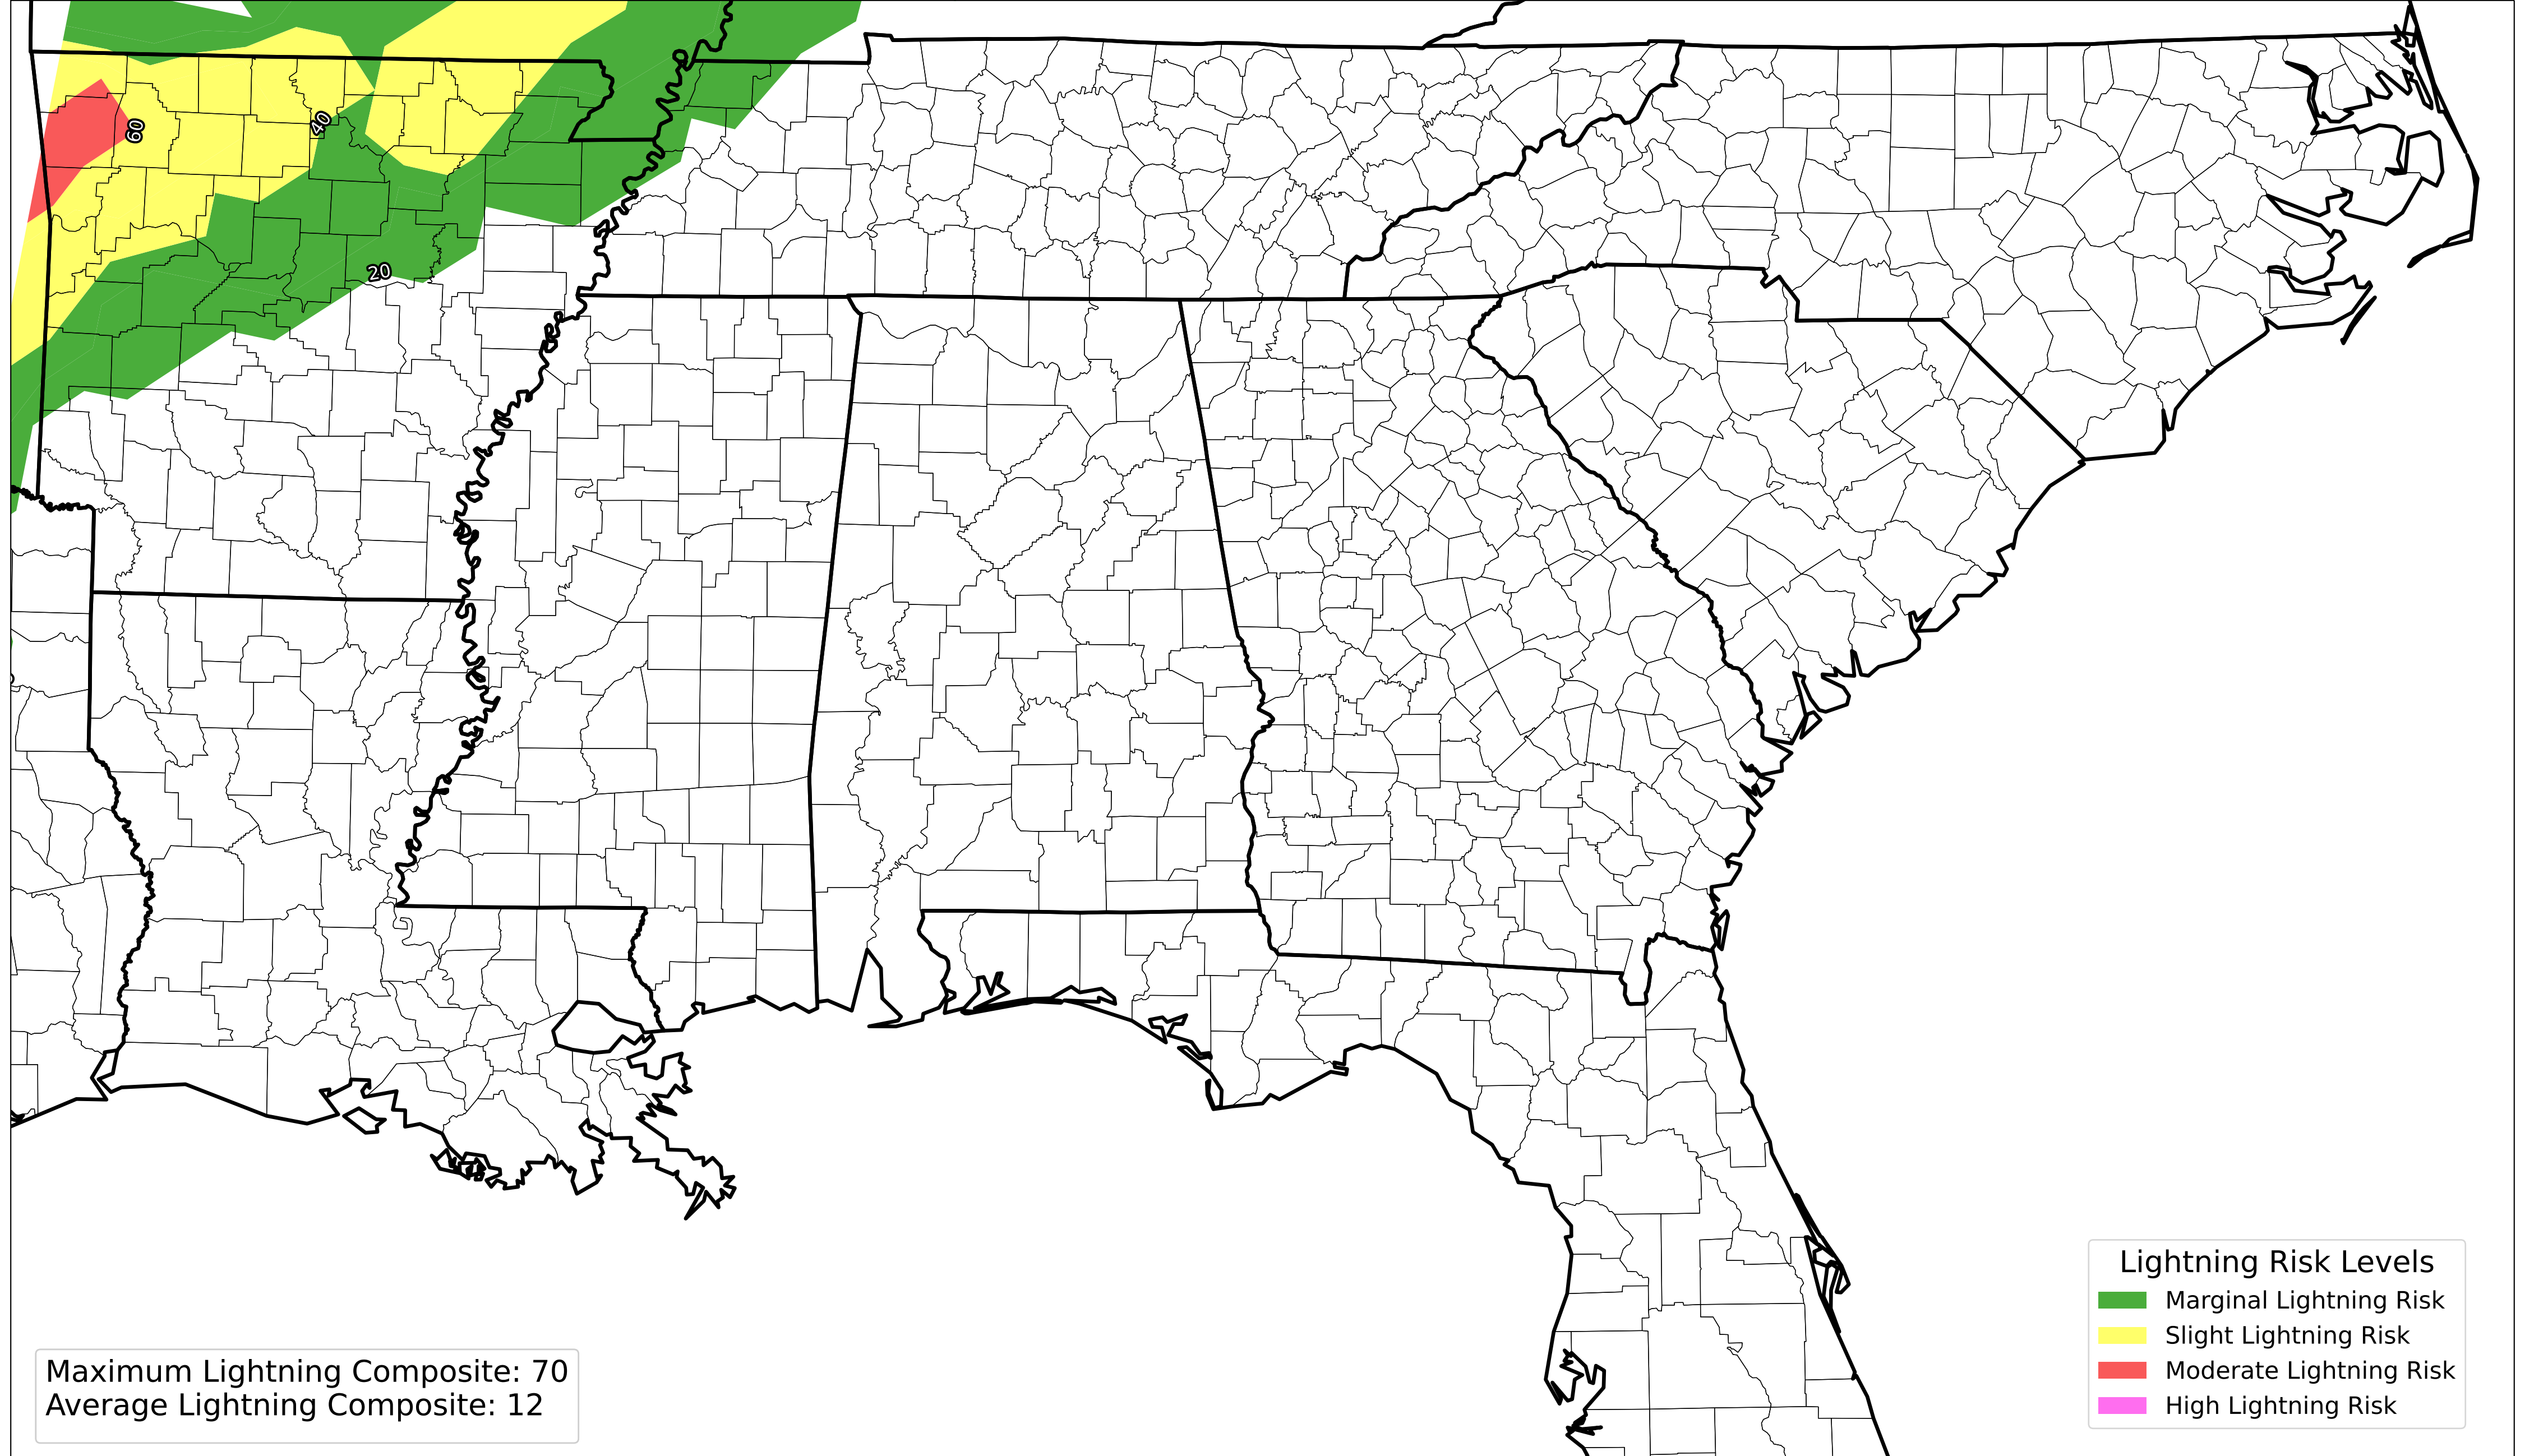 60
40
20
Lightning Risk Levels
Marginal Lightning Risk
Slight Lightning Risk
Moderate Lightning Risk
High Lightning Risk
Maximum Lightning Composite: 70
Average Lightning Composite: 12